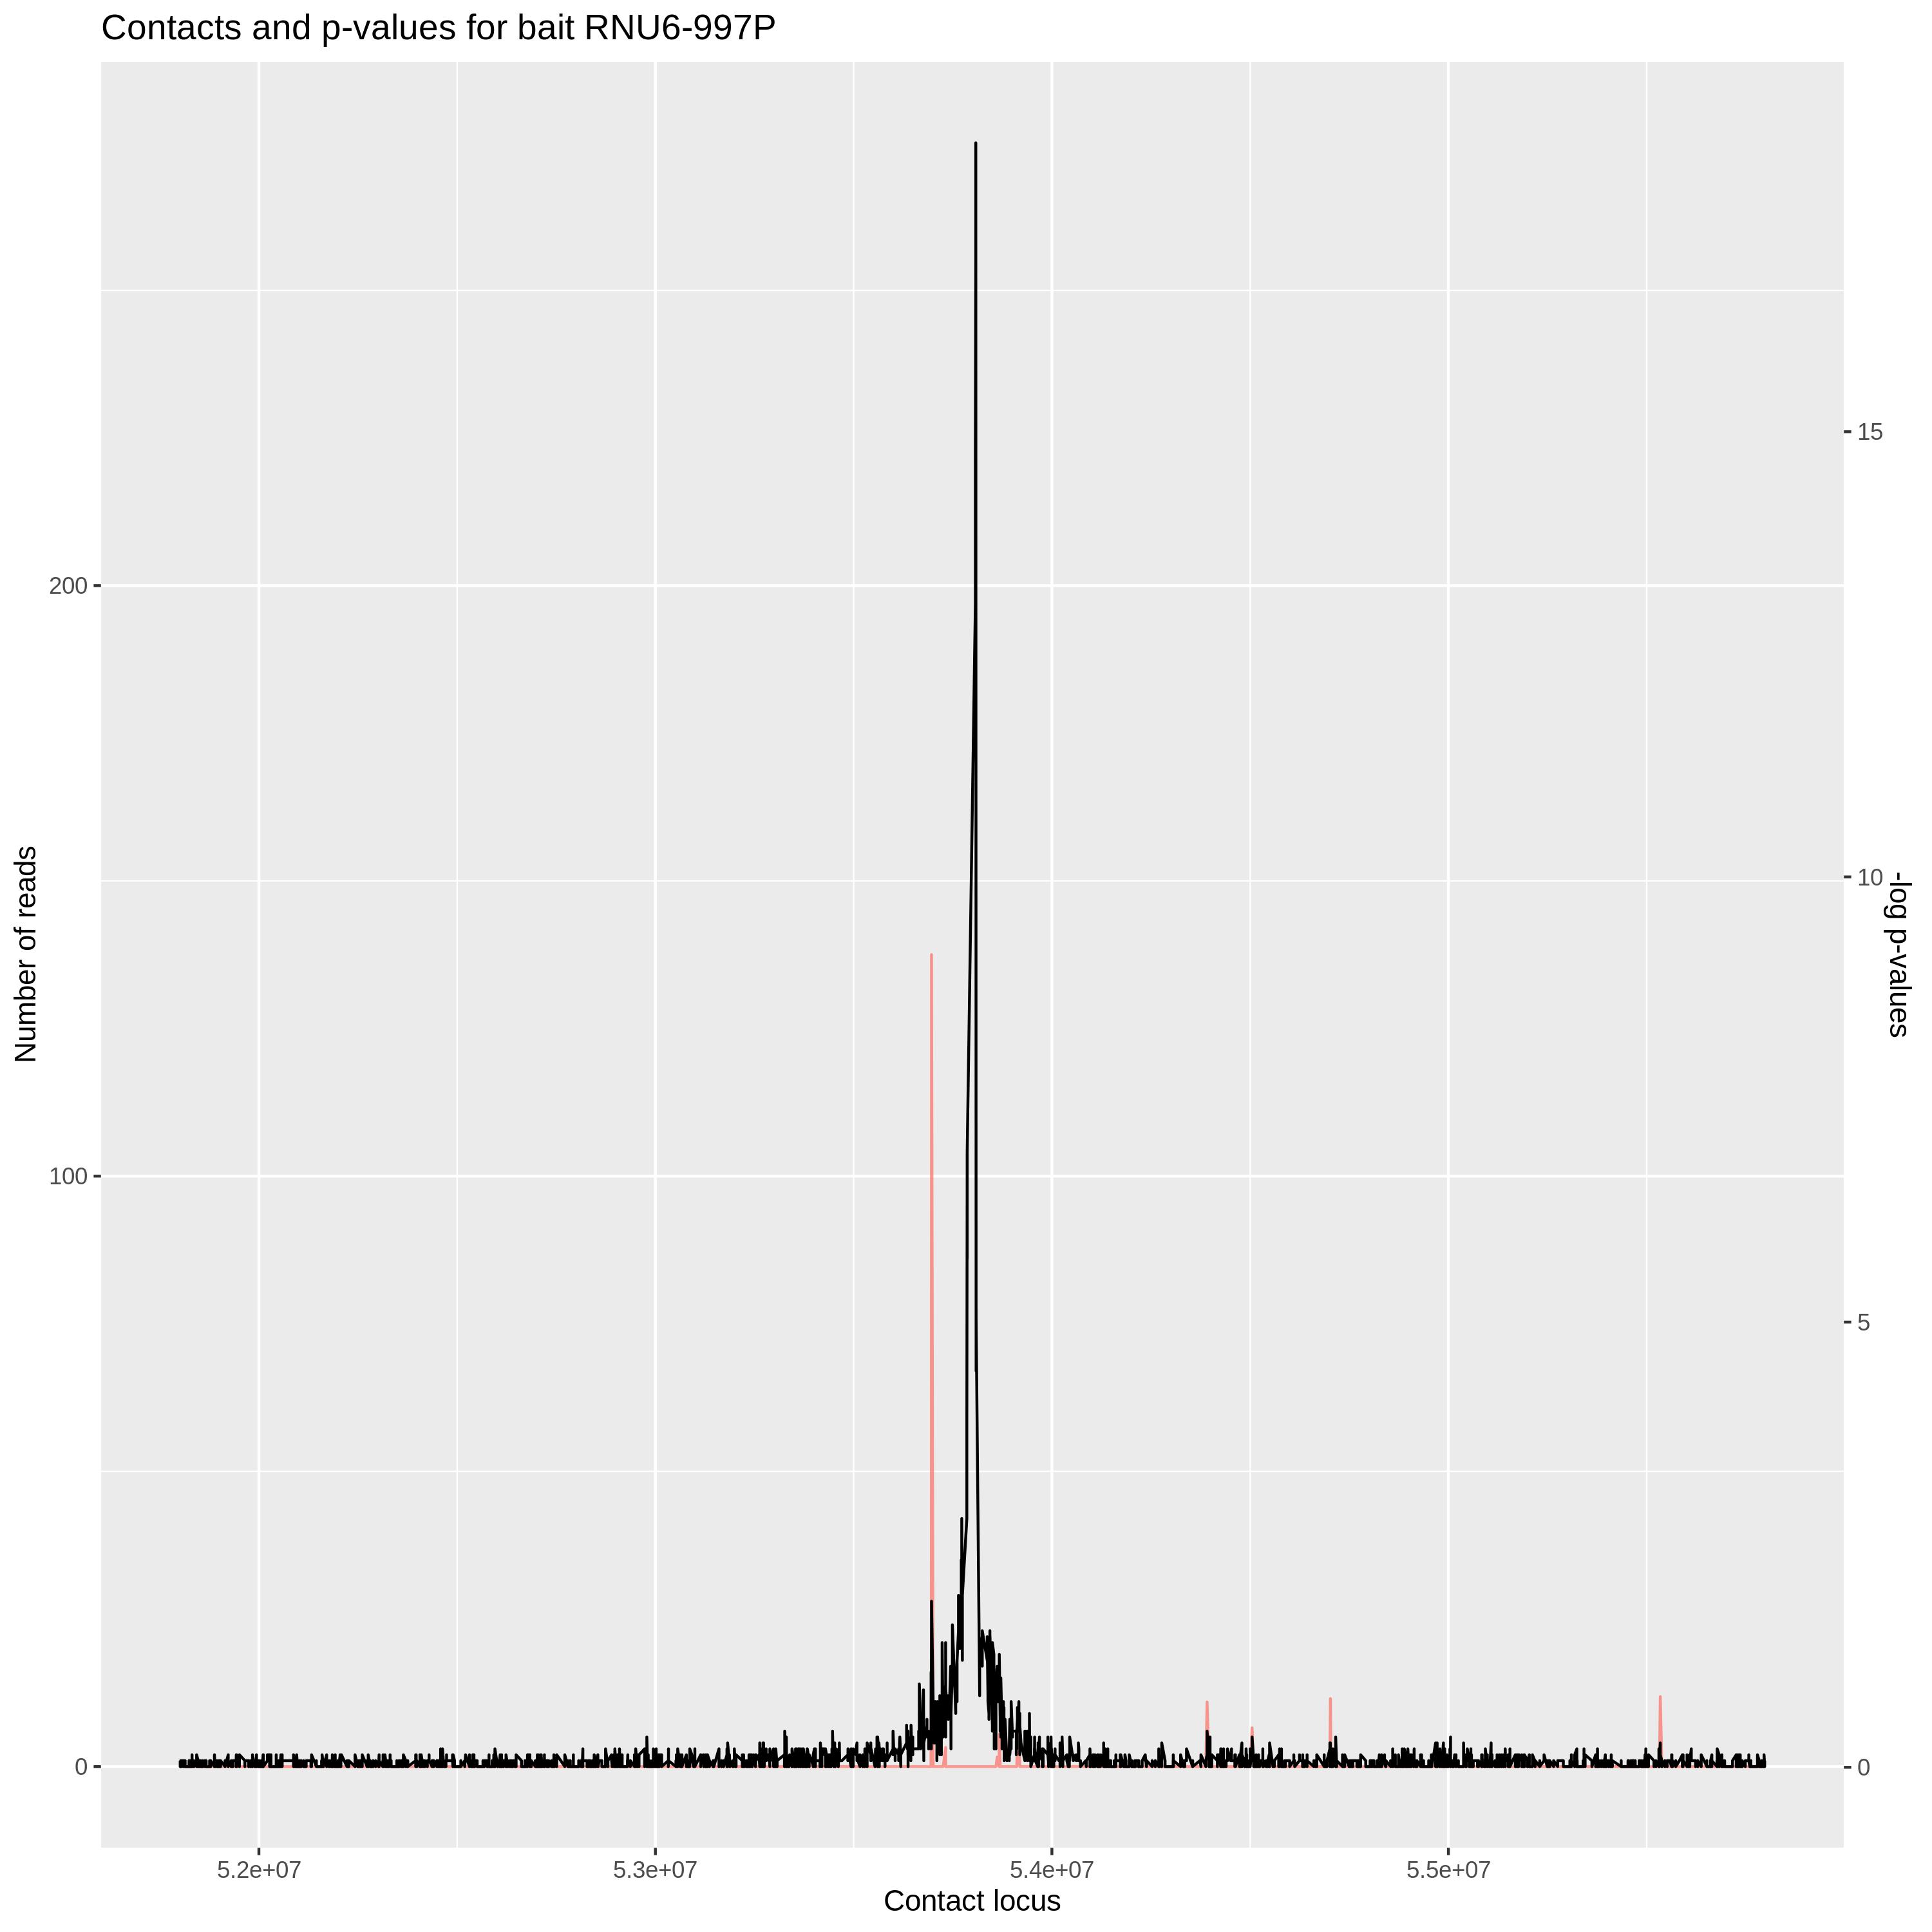 Contacts and p-values for bait RNU6-997P
Number of reads
200
100
0
15
10
5
0
-log p-values
5.2e+07
5.3e+07
5.4e+07
5.5e+07
Contact locus